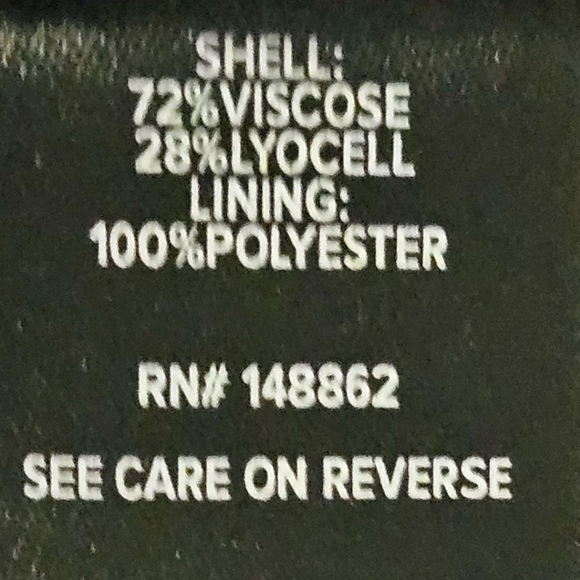 SHELL:
72%VISCOSE
28%LYOCELL
LINING:
100%POLYESTER
RN# 148862
SEE CARE ON REVERSE